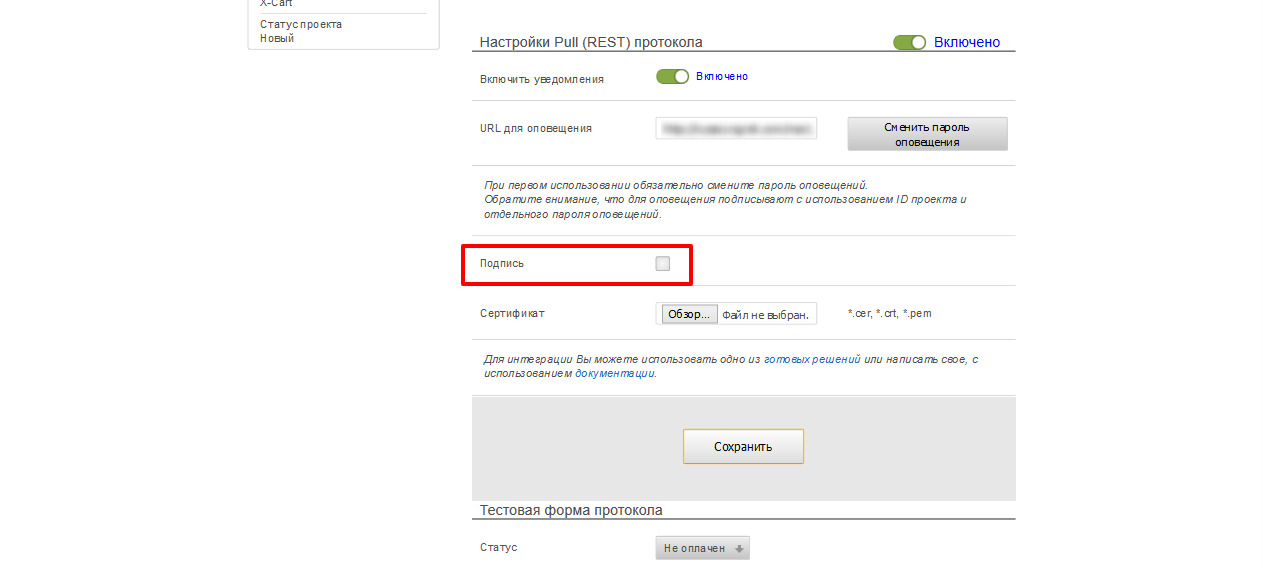 X-Cart
Статус проекта
Новый
Настройки Pull (REST) протокола
Включено
Включить уведомления
Включено
URL для оповещения
Сменить пароль
оповещения
При первом использовании обязательно смените пароль оповещений.
Обратите внимание, что для оповещения подписывают с использованием ID проекта и
отдельного пароля оповещений.
Подпись
Сертификат
Обзор... Файл не выбран.
*.cer, *.crt, *.pem
Для интеграции Вы можете использовать одно из готовых решений или написать свое, с
использованием документации.
Сохранить
Тестовая форма протокола
Статус
Не оплачен